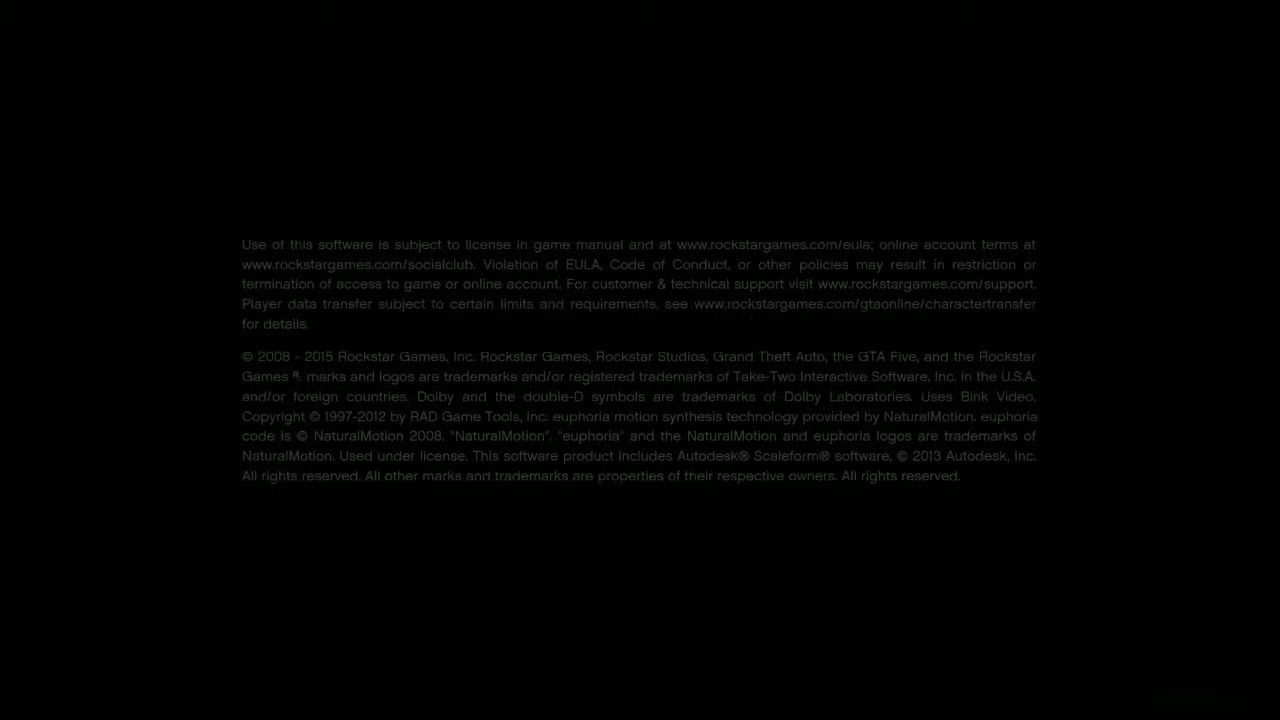 Use of this software is subject to license in game manual and at www.rockstargames.com/eula; online account terms at
www.rockstargames.com/socialclub. Violation of EULA, Code of Conduct, or other policies may result in restriction or
termination of access to game or online account. For customer & technical support visit www.rockstargames.com/support.
Player data transfer subject to certain limits and requirements, see www.rockstargames.com/gtaonline/charactertransfer
for details.
© 2008 - 2015 Rockstar Games, Inc. Rockstar Games, Rockstar Studios, Grand Theft Auto, the GTA Five, and the Rockstar
Games R* marks and logos are trademarks and/or registered trademarks of Take-Two Interactive Software, Inc. in the U.S.A.
and/or foreign countries. Dolby and the double-D symbols are trademarks of Dolby Laboratories. Uses Bink Video.
Copyright © 1997-2012 by RAD Game Tools, inc. euphoria motion synthesis technology provided by NaturalMotion. euphoria
code is © NaturalMotion 2008. "NaturalMotion", "euphoria" and the NaturalMotion and euphoria logos are trademarks of
NaturalMotion. Used under license. This software product includes Autodesk® Scaleform® software, © 2013 Autodesk, Inc.
All rights reserved. All other marks and trademarks are properties of their respective owners. All rights reserved.